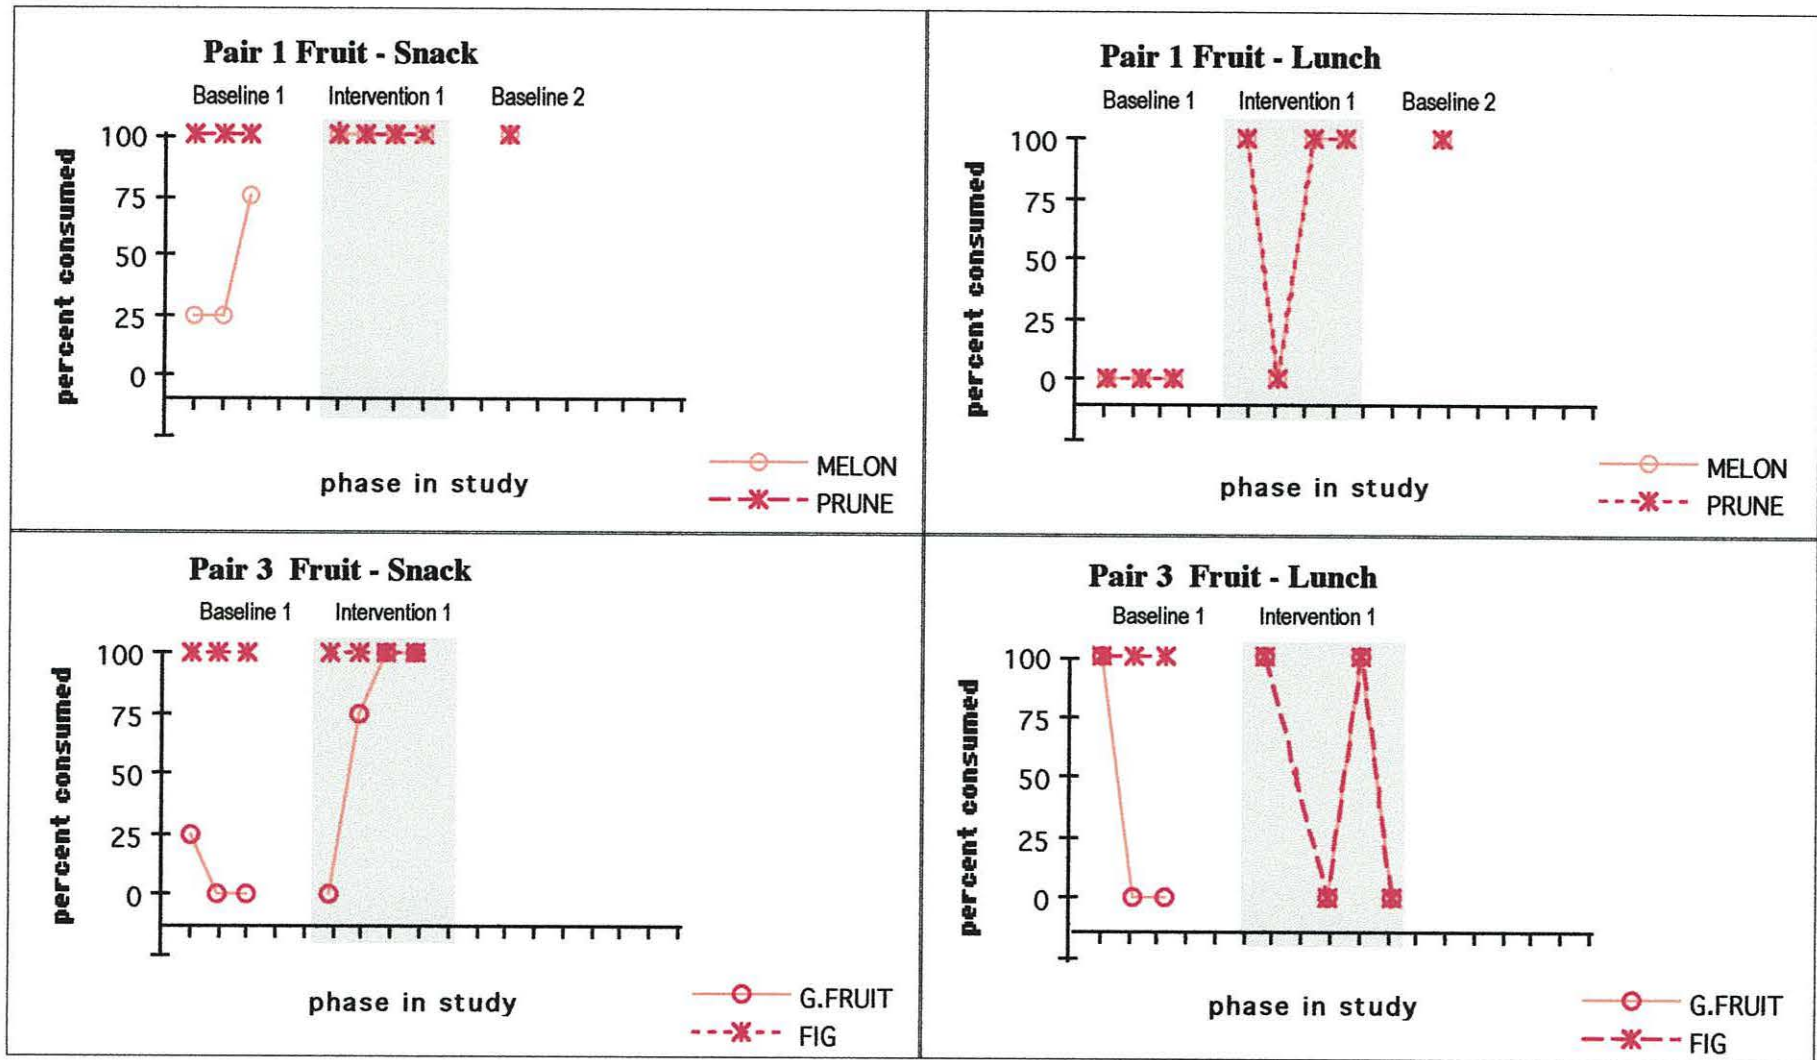 Pair 1 Fruit - Snack
Baseline 1 Intervention 1 Baseline 2
100
75
50
25
0
percent consumed
phase in study
MELON
PRUNE
Pair 1 Fruit - Lunch
Baseline 1 Intervention 1 Baseline 2
100
75
50
25
0
percent consumed
phase in study
MELON
PRUNE
Pair 3 Fruit - Snack
Baseline 1 Intervention 1
100
75
50
25
0
percent consumed
phase in study
G.FRUIT
FIG
Pair 3 Fruit - Lunch
Baseline 1 Intervention 1
100
75
50
25
0
percent consumed
phase in study
G.FRUIT
FIG